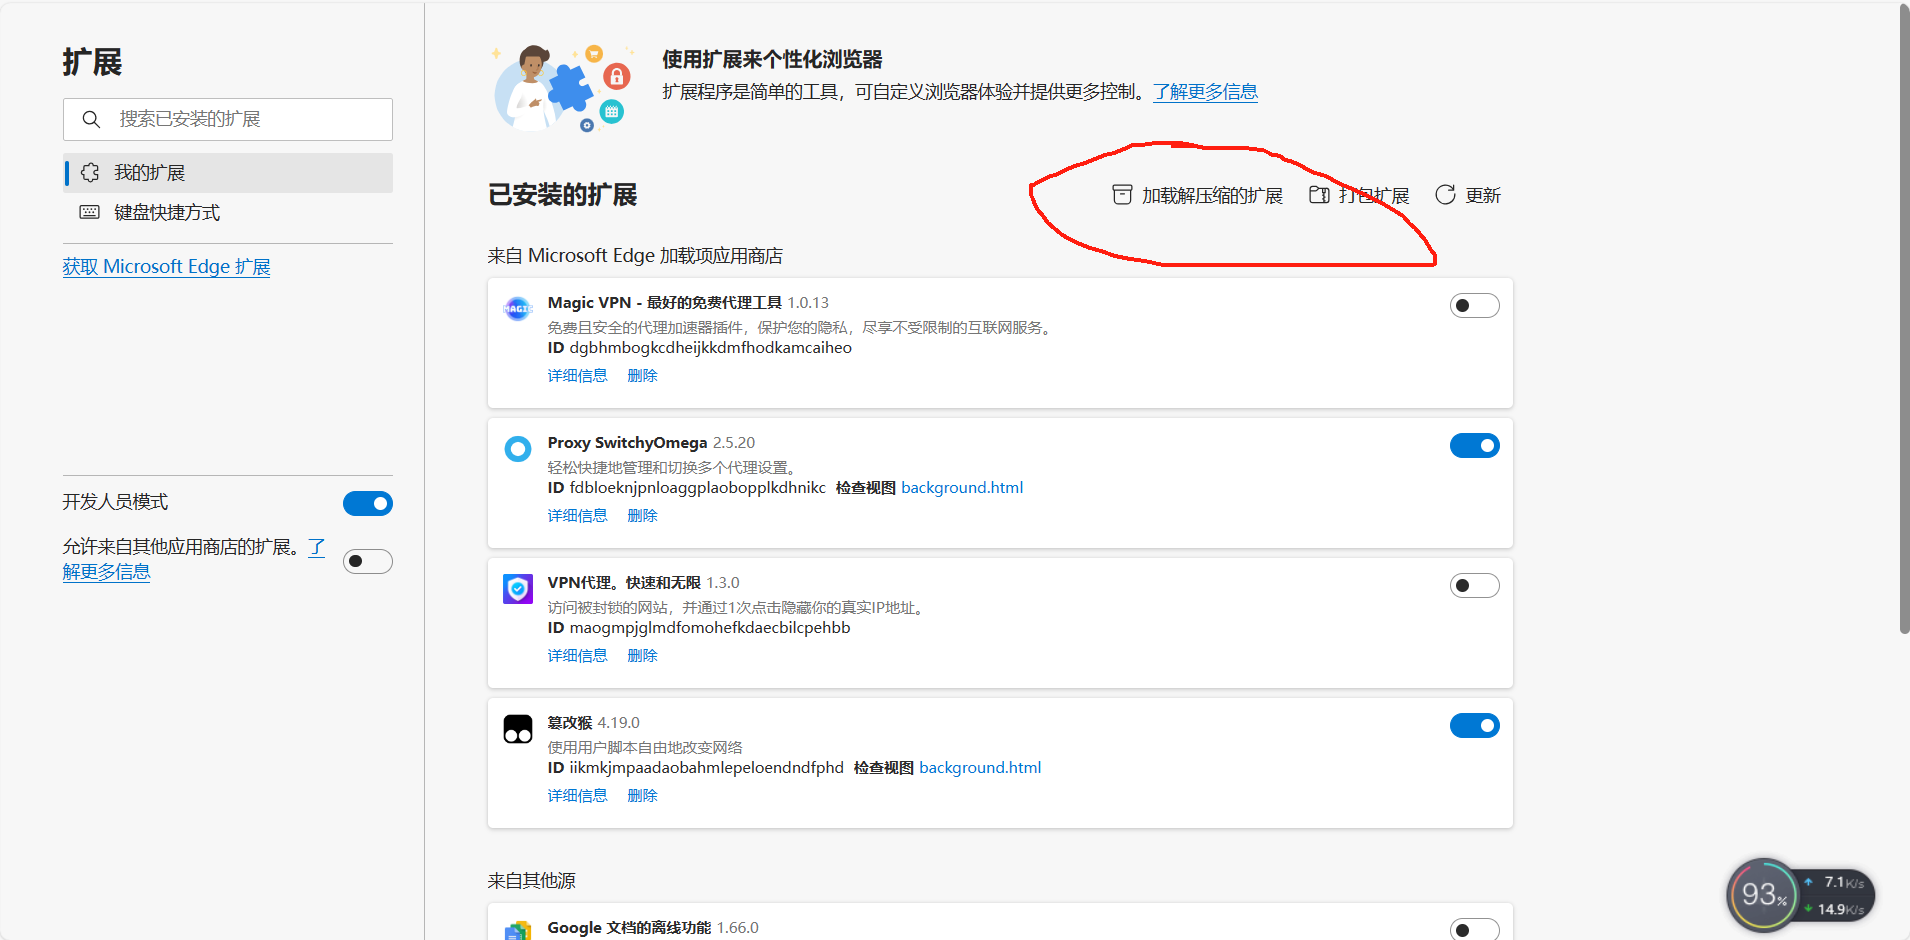 扩展
搜索已安装的扩展
我的扩展
键盘快捷方式
获取 Microsoft Edge 扩展
开发人员模式
允许来自其他应用商店的扩展。了
解更多信息
使用扩展来个性化浏览器
扩展程序是简单的工具，可自定义浏览器体验并提供更多控制。了解更多信息
已安装的扩展
加载解压缩的扩展 打包扩展 更新
来自 Microsoft Edge 加载项应用商店
MAGIC
Magic VPN - 最好的免费代理工具 1.0.13
免费且安全的代理加速器插件，保护您的隐私，尽享不受限制的互联网服务。
ID dgbhmbogkcdheijkkdmfhodkamcaiheo
详细信息 删除
Proxy SwitchyOmega 2.5.20
轻松快捷地管理和切换多个代理设置。
ID fdbloeknjpnloaggplaobopplkdhnikc 检查视图 background.html
详细信息 删除
VPN代理。快速和无限 1.3.0
访问被封锁的网站，并通过1次点击隐藏你的真实IP地址。
ID maogmpjglmdfomohefkdaecbilcpehbb
详细信息 删除
篡改猴 4.19.0
使用用户脚本自由地改变网络
ID iikmkjmpaadaobahmlepeloendndfphd 检查视图 background.html
详细信息 删除
来自其他源
Google 文档的离线功能 1.66.0
93%
7.1K/s
14.9K/s